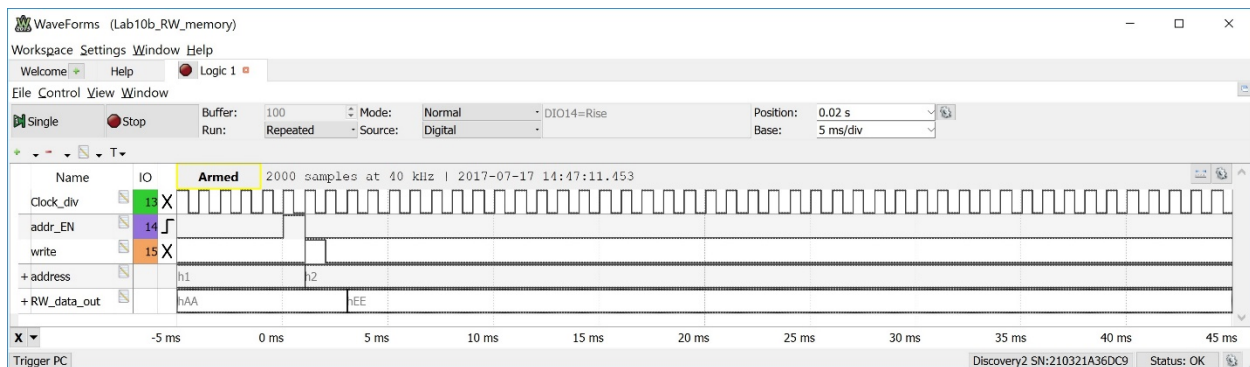 WaveForms (Lab10b_RW_memory)
Workspace Settings Window Help
Welcome Help Logic 1
File Control View Window
Single Stop Buffer: 100 Mode: Normal DIO14=Rise Position: 0.02 s
Run: Repeated Source: Digital Base: 5 ms/div
T
Name IO Armed 2000 samples at 40 kHz | 2017-07-17 14:47:11.453
Clock_div 13 X
addr_EN 14
write 15 X
+ address h1 h2
+ RW_data_out hAA hEE
X -5 ms 0 ms 5 ms 10 ms 15 ms 20 ms 25 ms 30 ms 35 ms 40 ms 45 ms
Trigger PC Discovery2 SN:210321A36DC9 Status: OK